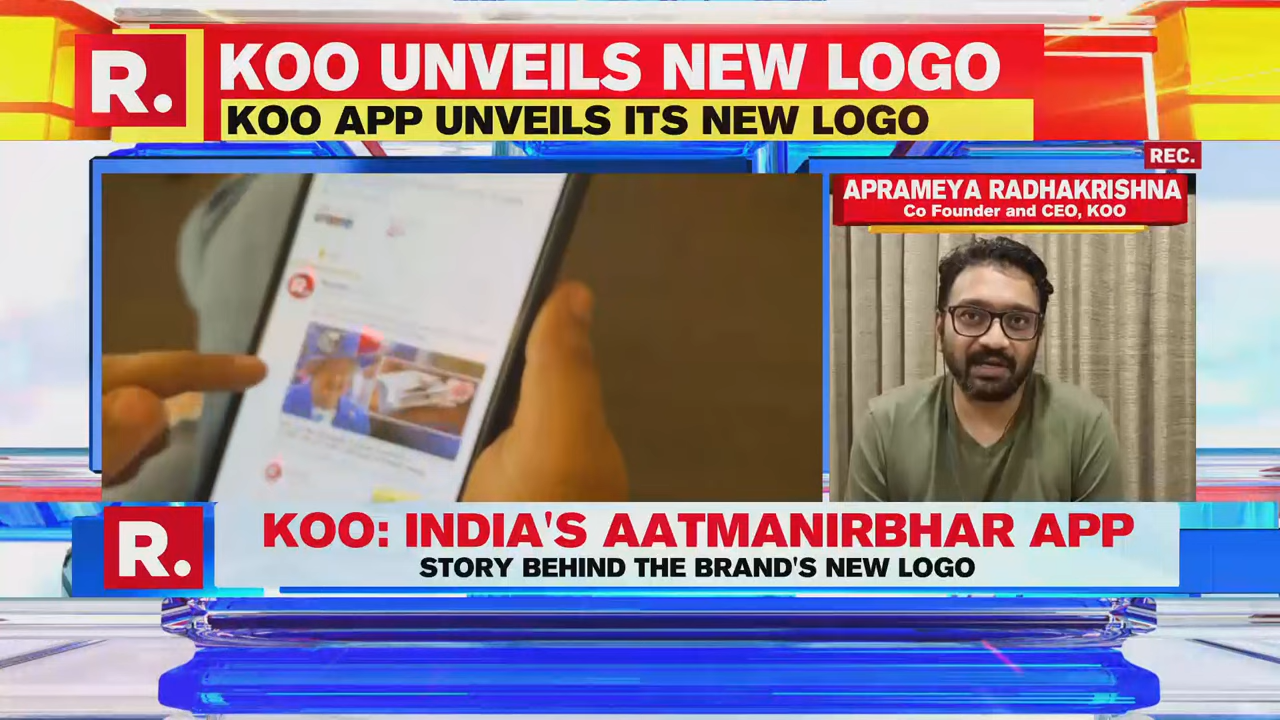 R.
KOO UNVEILS NEW LOGO
KOO APP UNVEILS ITS NEW LOGO
REC.
APRAMEYA RADHAKRISHNA
Co Founder and CEO, KOO
R.
R.
KOO: INDIA'S AATMANIRBHAR APP
STORY BEHIND THE BRAND'S NEW LOGO